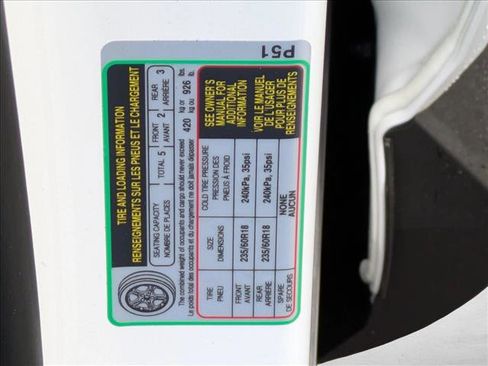 TIRE AND LOADING INFORMATION
RENSEIGNEMENTS SUR LES PNEUS ET LE CHARGEMENT
SEATING CAPACITY
NOMBRE DE PLACES
TOTAL 5
FRONT 2
AVANT
REAR 3
ARRIÈRE
The combined weight of occupants and cargo should never exceed
Le poids total des occupants et du chargement ne doit jamais dépasser
420 kg or 926 lbs.
kg ou lb.
TIRE
PNEU
SIZE
DIMENSIONS
COLD TIRE PRESSURE
PRESSION DES
PNEUS À FROID
FRONT
AVANT
235/60R18
240kPa, 35psi
REAR
ARRIÈRE
235/60R18
240kPa, 35psi
SPARE
DE SECOURS
NONE
AUCUN
SEE OWNER'S
MANUAL FOR
ADDITIONAL
INFORMATION
VOIR LE MANUEL
DE L'USAGER
POUR PLUS DE
RENSEIGNEMENTS
P51